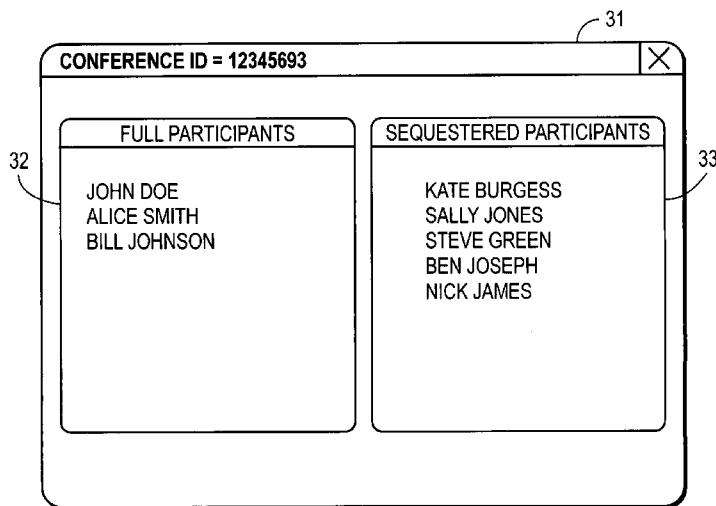 31
CONFERENCE ID = 12345693
FULL PARTICIPANTS
32
JOHN DOE
ALICE SMITH
BILL JOHNSON
SEQUESTERED PARTICIPANTS
33
KATE BURGESS
SALLY JONES
STEVE GREEN
BEN JOSEPH
NICK JAMES